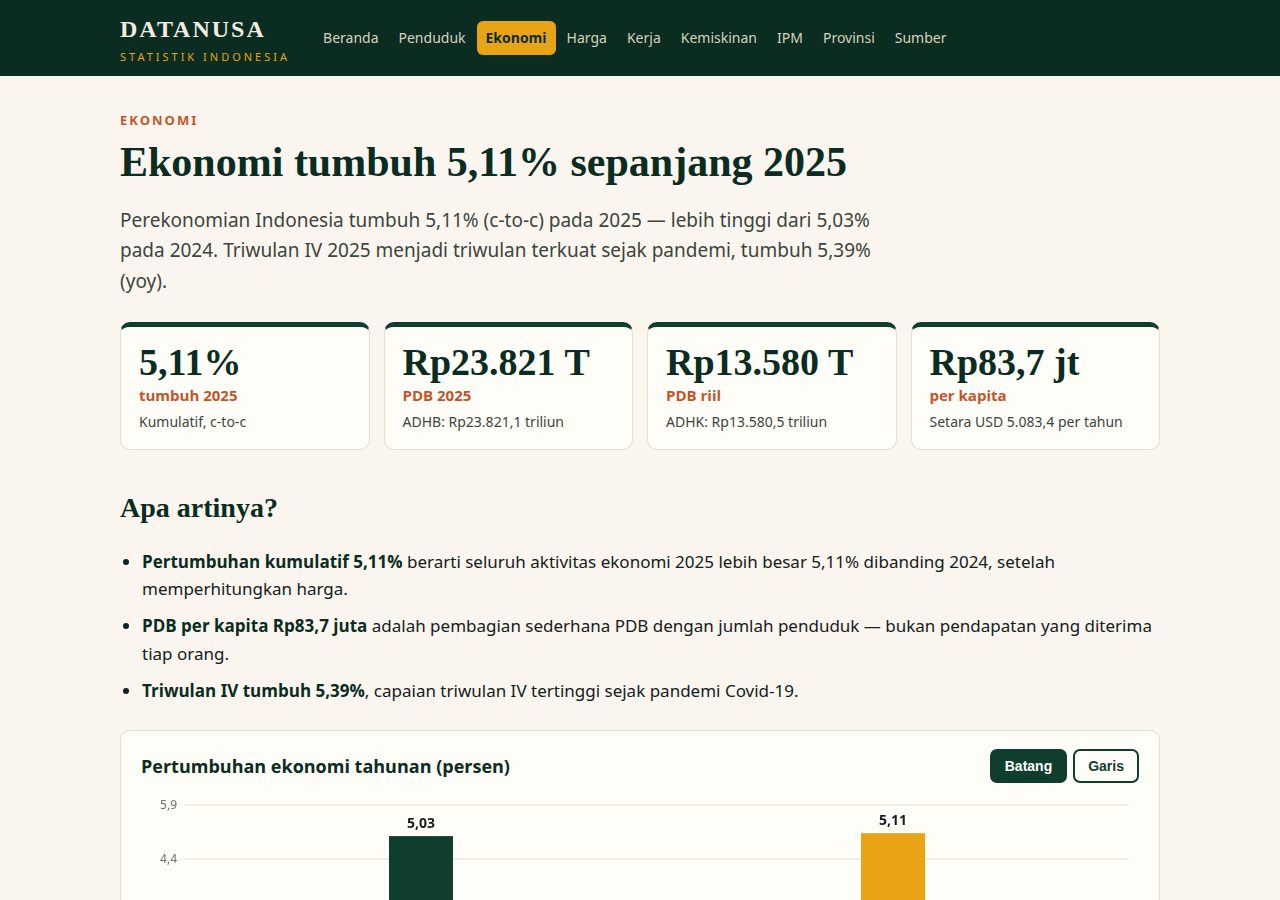 DATANUSA
STATISTIK INDONESIA
Beranda Penduduk Ekonomi Harga Kerja Kemiskinan IPM Provinsi Sumber
EKONOMI
Ekonomi tumbuh 5,11% sepanjang 2025
Perekonomian Indonesia tumbuh 5,11% (c-to-c) pada 2025 — lebih tinggi dari 5,03%
pada 2024. Triwulan IV 2025 menjadi triwulan terkuat sejak pandemi, tumbuh 5,39%
(yoy).
5,11%
tumbuh 2025
Kumulatif, c-to-c
Rp23.821 T
PDB 2025
ADHB: Rp23.821,1 triliun
Rp13.580 T
PDB riil
ADHK: Rp13.580,5 triliun
Rp83,7 jt
per kapita
Setara USD 5.083,4 per tahun
Apa artinya?
• Pertumbuhan kumulatif 5,11% berarti seluruh aktivitas ekonomi 2025 lebih besar 5,11% dibanding 2024, setelah
memperhitungkan harga.
• PDB per kapita Rp83,7 juta adalah pembagian sederhana PDB dengan jumlah penduduk — bukan pendapatan yang diterima
tiap orang.
• Triwulan IV tumbuh 5,39%, capaian triwulan IV tertinggi sejak pandemi Covid-19.
Pertumbuhan ekonomi tahunan (persen)
Batang Garis
5,9
5,03
5,11
4,4